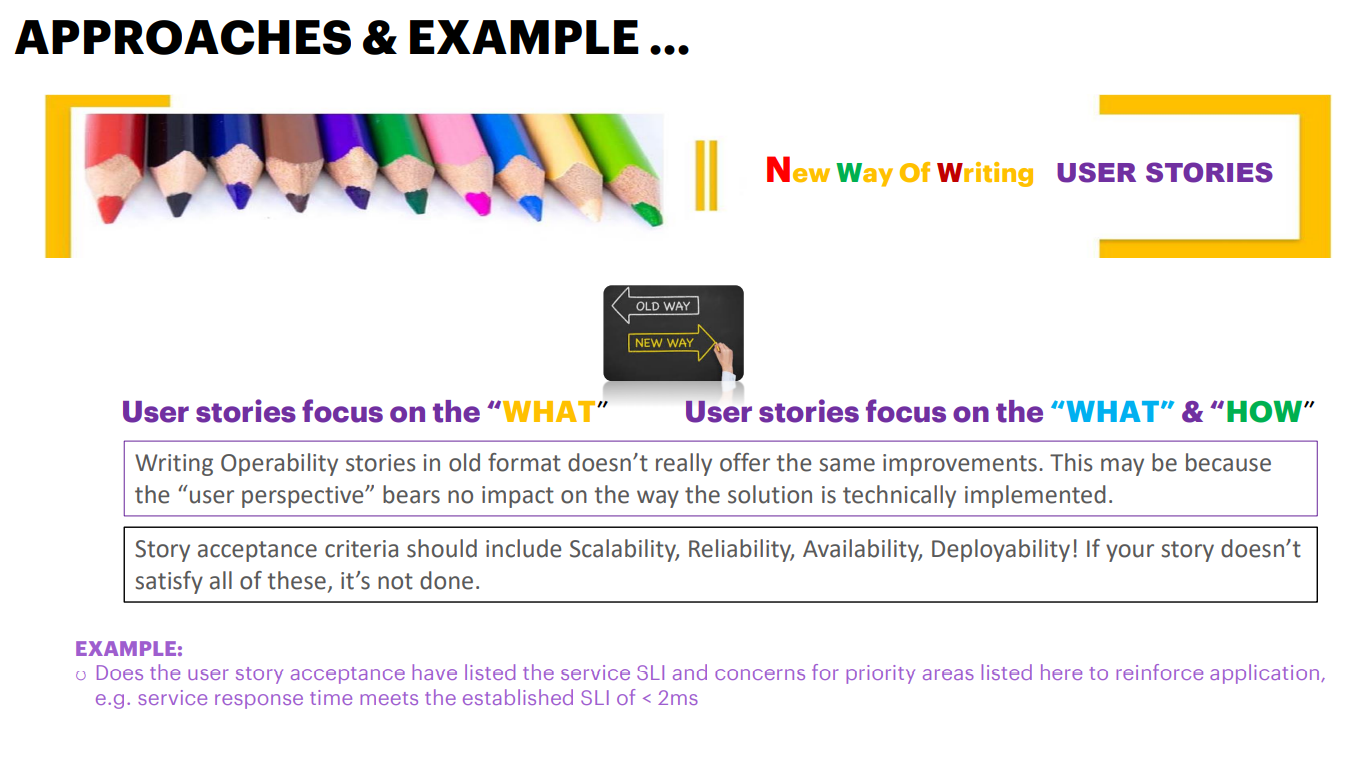 APPROACHES & EXAMPLE ...
New Way Of Writing USER STORIES
OLD WAY
NEW WAY
User stories focus on the “WHAT” User stories focus on the “WHAT” & “HOW”
Writing Operability stories in old format doesn’t really offer the same improvements. This may be because
the “user perspective” bears no impact on the way the solution is technically implemented.
Story acceptance criteria should include Scalability, Reliability, Availability, Deployability! If your story doesn’t
satisfy all of these, it’s not done.
EXAMPLE:
Does the user story acceptance have listed the service SLI and concerns for priority areas listed here to reinforce application,
e.g. service response time meets the established SLI of < 2ms